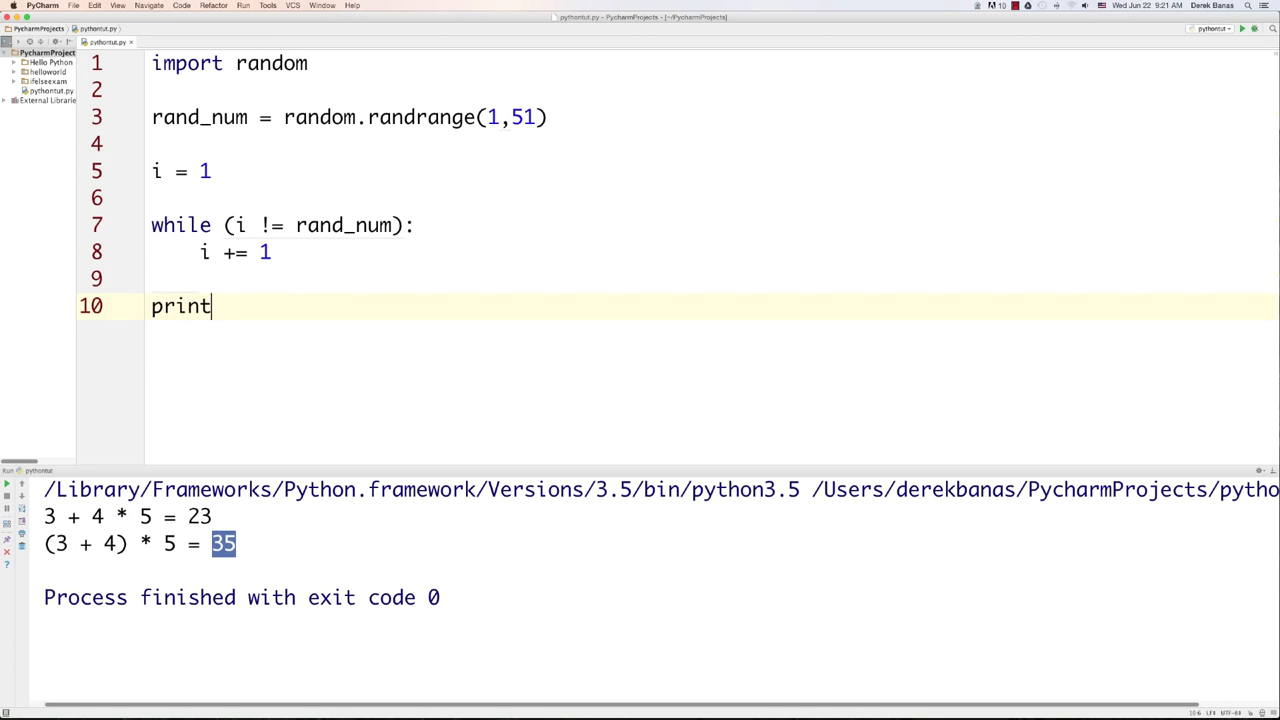 PyCharm File Edit View Navigate Code Refactor Run Tools VCS Window Help 10 Wed Jun 22 9:21 AM Derek Banas
pythontut.py - PycharmProjects - [~/PycharmProjects]
PycharmProjects pythontut.py pythontut
pythontut.py
PycharmProject
Hello Python
helloworld
ifelseexam
pythontut.py
External Librarie
1 import random
2
3 rand_num = random.randrange(1,51)
4
5 i = 1
6
7 while (i != rand_num):
8 i += 1
9
10 print
Run pythontut
/Library/Frameworks/Python.framework/Versions/3.5/bin/python3.5 /Users/derekbanas/PycharmProjects/pytho
3 + 4 * 5 = 23
(3 + 4) * 5 = 35
Process finished with exit code 0
10:6 LF UTF-8